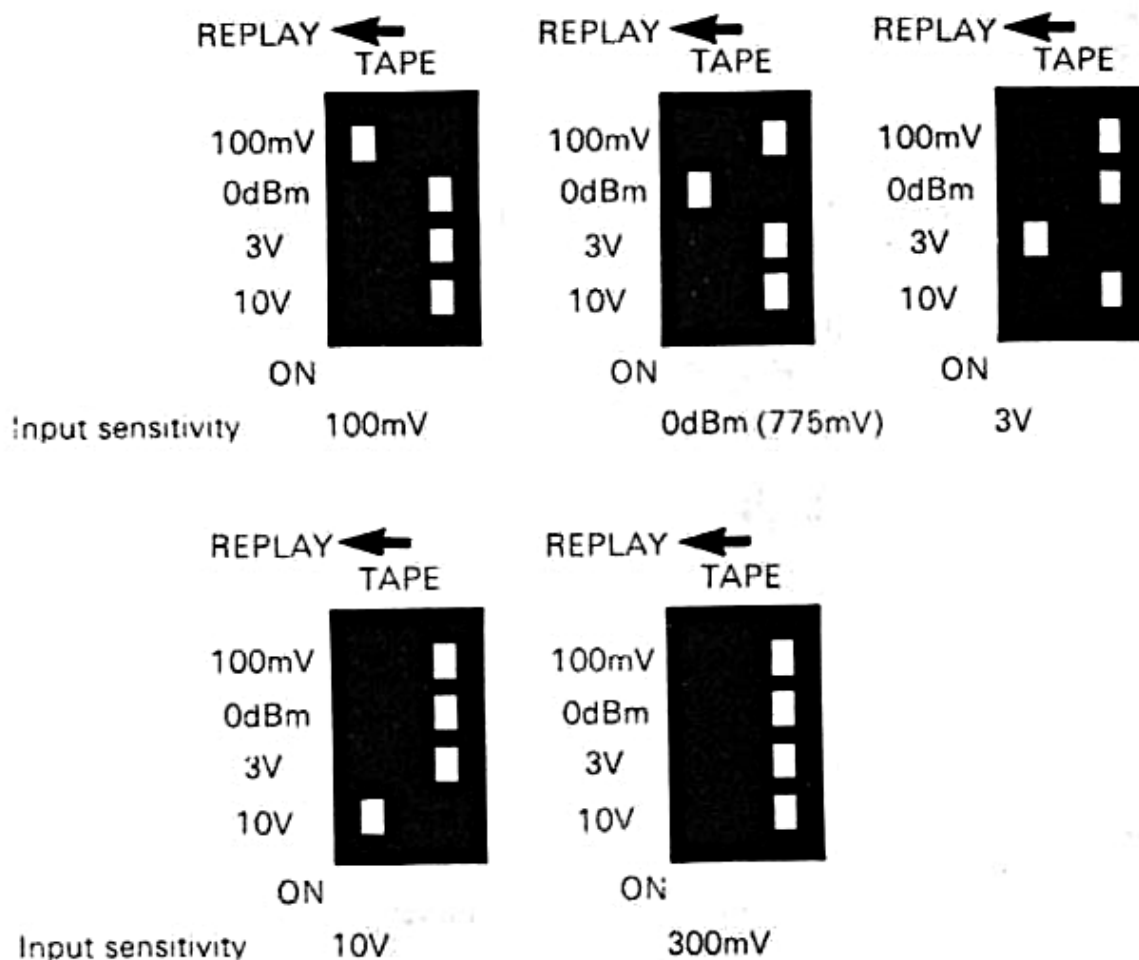 REPLAY REPLAY REPLAY
TAPE TAPE TAPE
100mV 100mV 100mV
0dBm 0dBm 0dBm
3V 3V 3V
10V 10V 10V
ON ON ON
Input sensitivity 100mV 0dBm (775mV) 3V
REPLAY REPLAY
TAPE TAPE
100mV 100mV
0dBm 0dBm
3V 3V
10V 10V
ON ON
Input sensitivity 10V 300mV